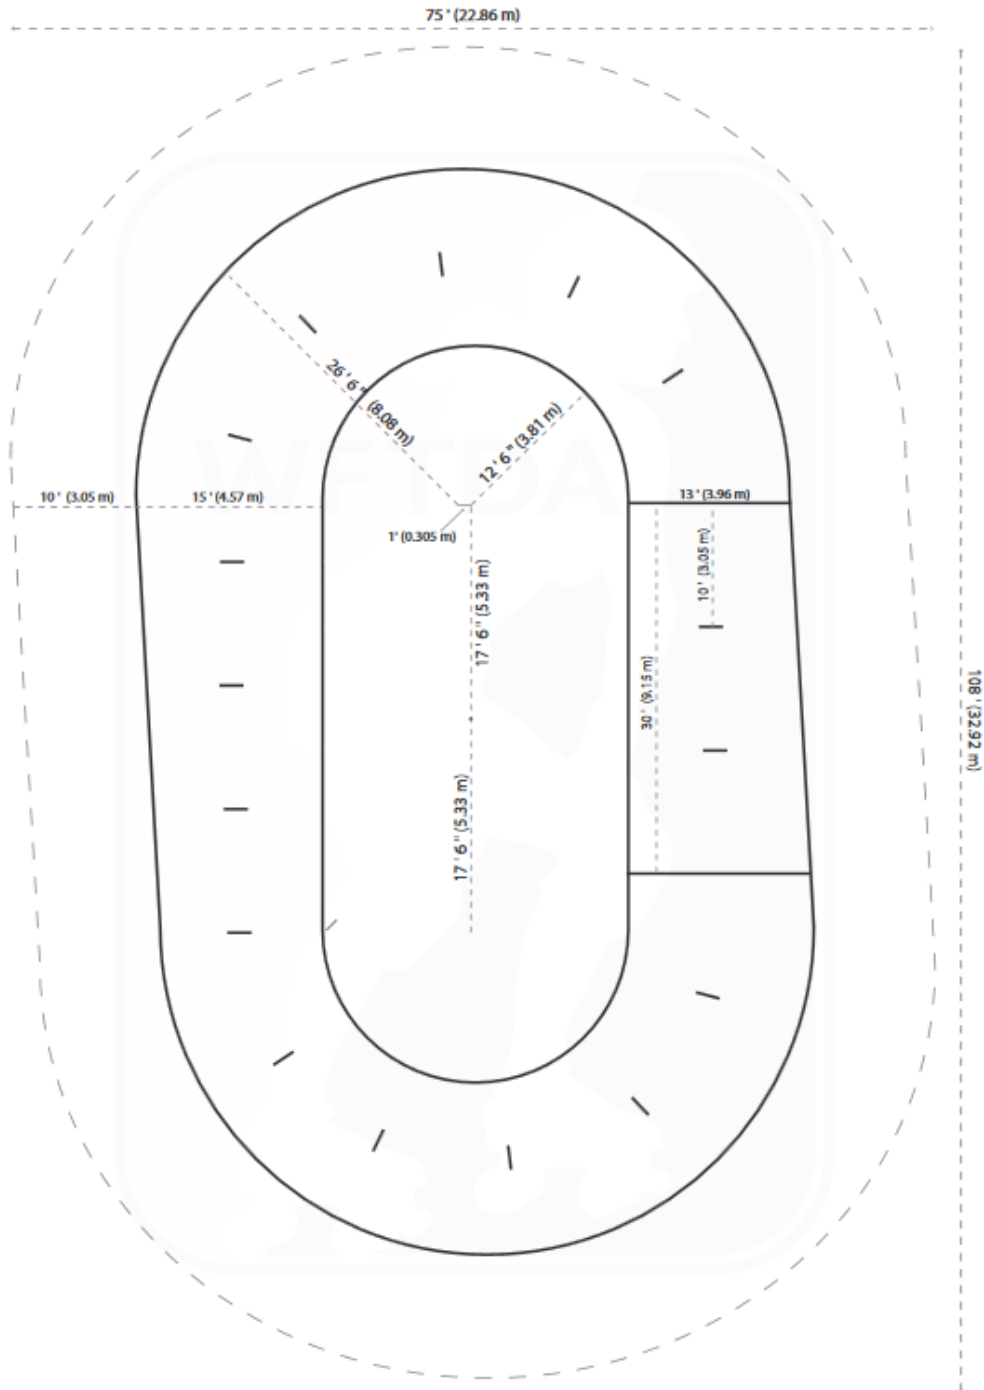 75 ' (22.86 m)
26 ' 6 " (8.08 m)
12 ' 6 " (3.81 m)
WFTDA
10 ' (3.05 m)
15 ' (4.57 m)
13 ' (3.96 m)
1' (0.305 m)
10 ' (3.05 m)
17 ' 6 " (5.33 m)
30 ' (9.15 m)
108 ' (32.92 m)
17 ' 6 " (5.33 m)